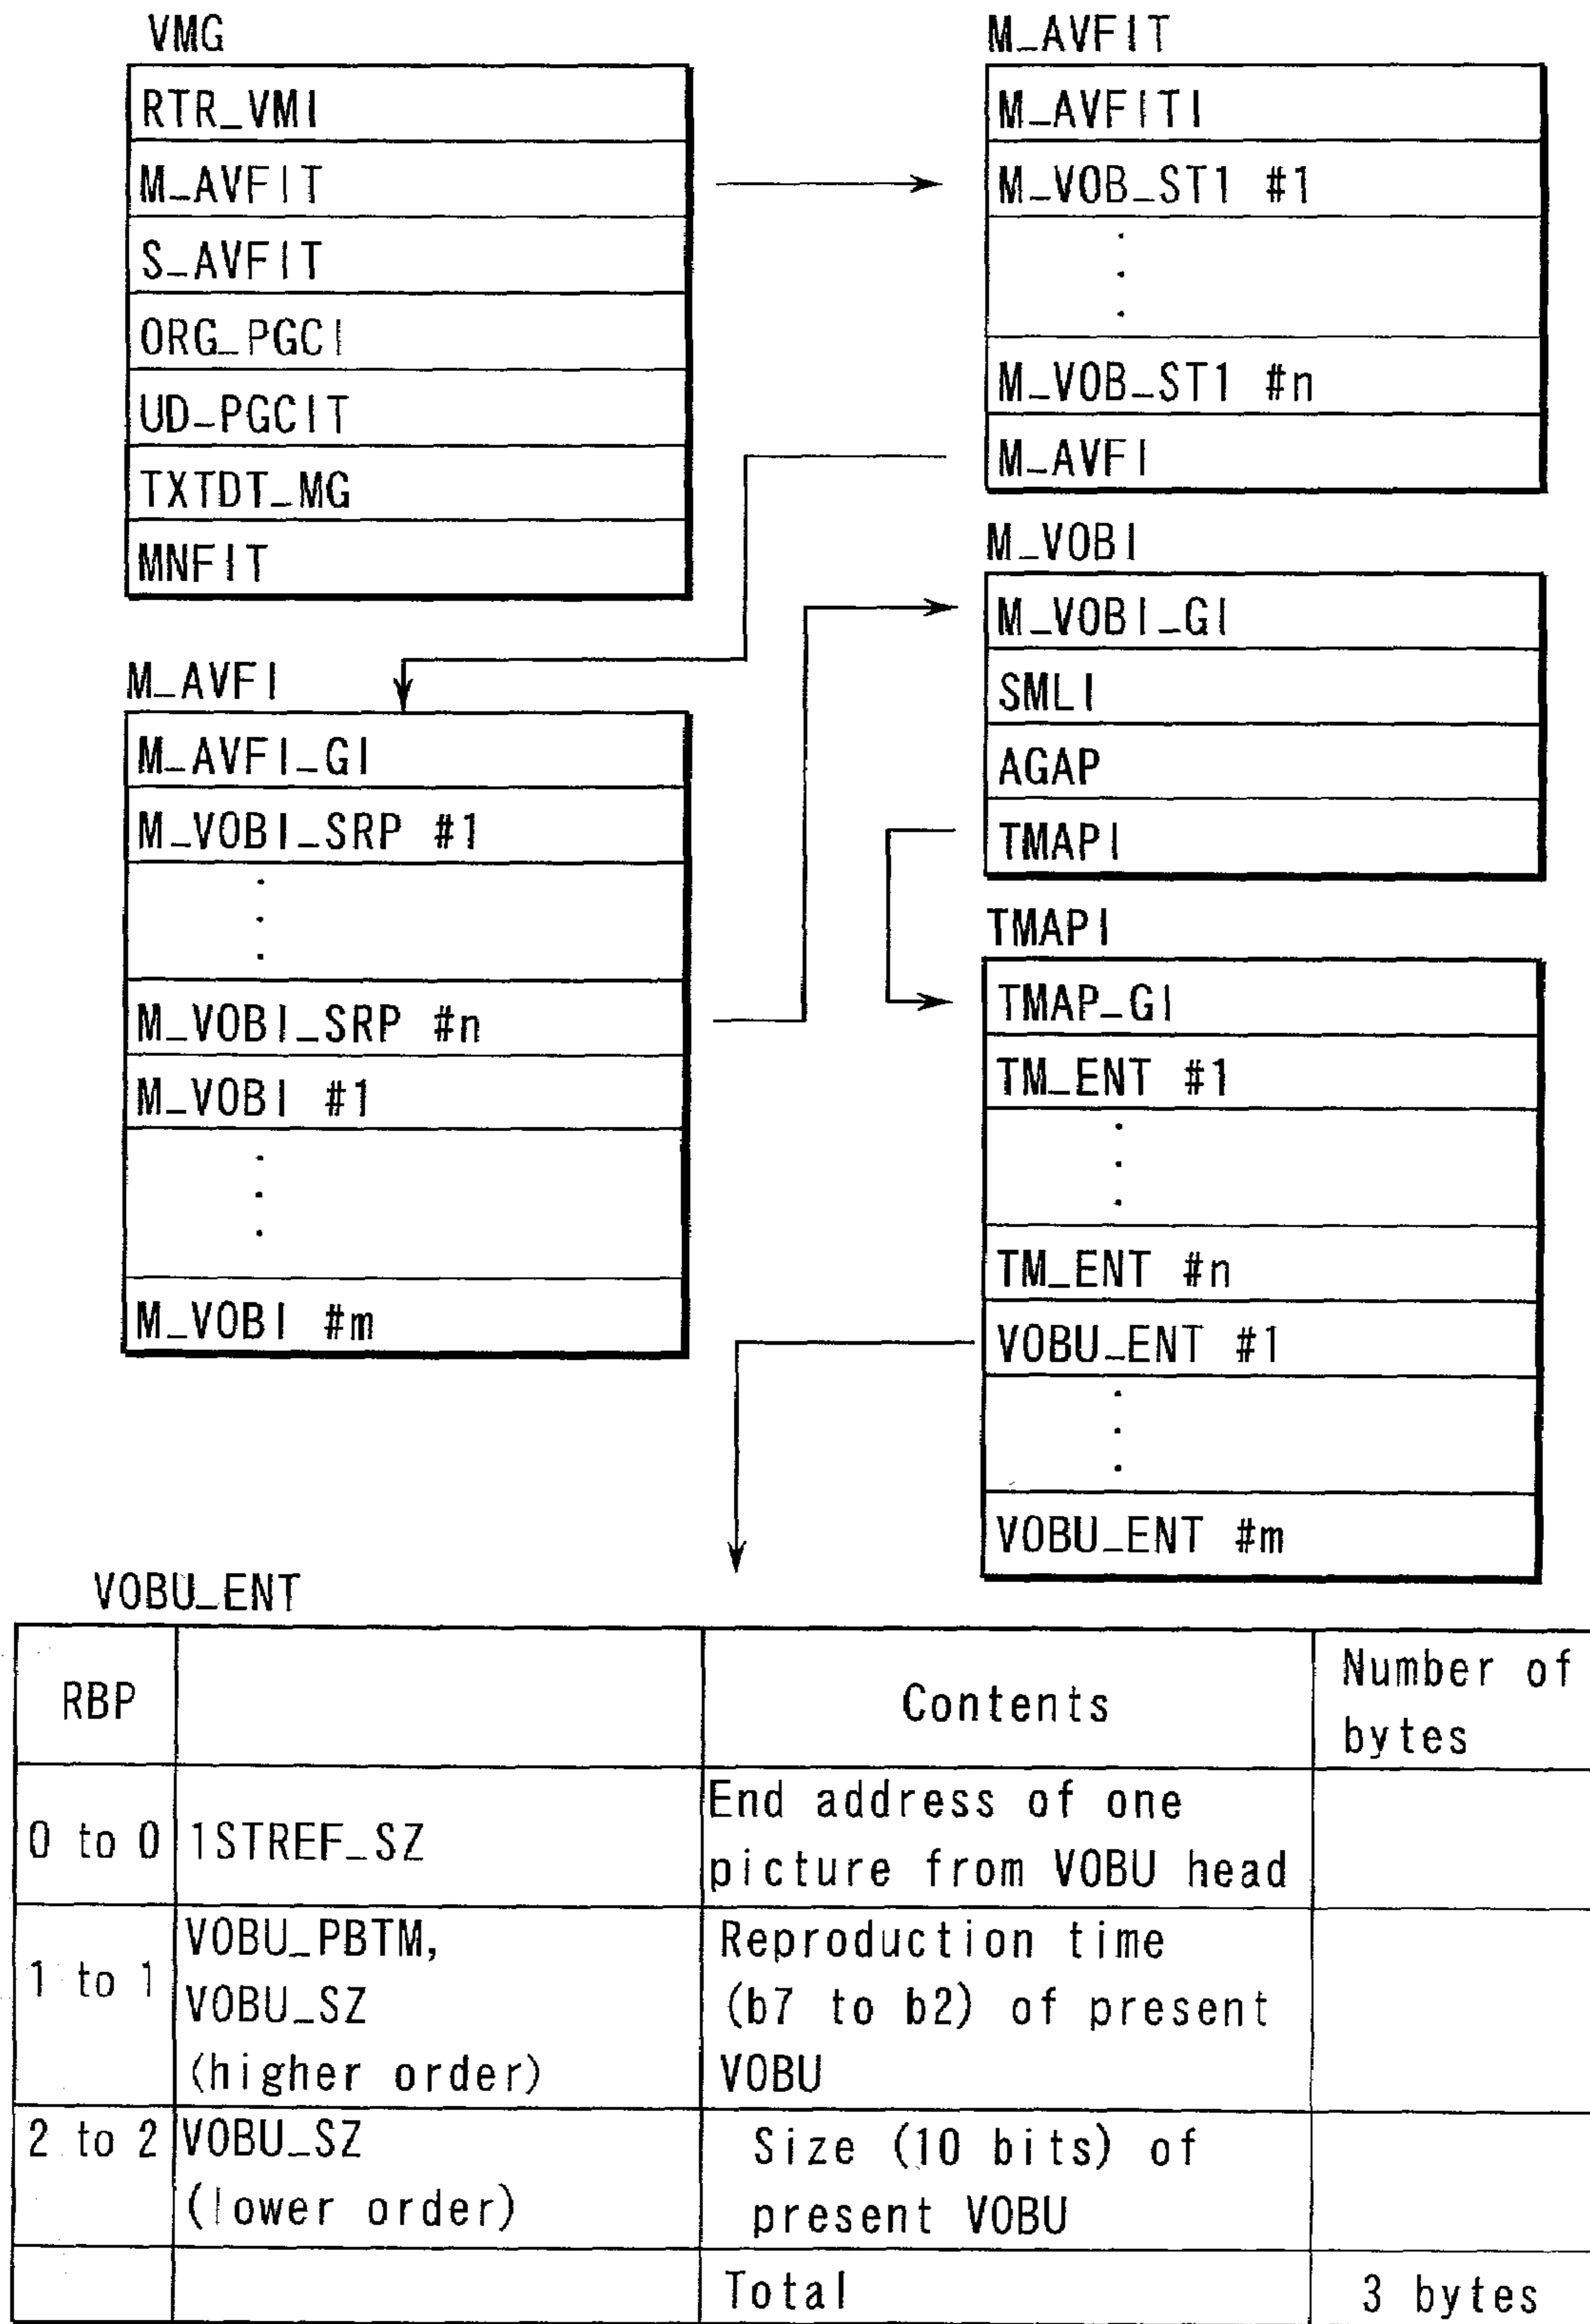 VMG
RTR_VMI
M_AVFIT
S_AVFIT
ORG_PGCI
UD_PGCIT
TXTDT_MG
MNFIT
M_AVFIT
M_AVFITI
M_VOB_ST1 #1
M_VOB_ST1 #n
M_AVFI
M_VOBI
M_VOBI_GI
SMLI
AGAP
TMAPI
M_AVFI
M_AVFI_GI
M_VOBI_SRP #1
M_VOBI_SRP #n
M_VOBI #1
M_VOBI #m
TMAPI
TMAP_GI
TM_ENT #1
TM_ENT #n
VOBU_ENT #1
VOBU_ENT #m
VOBU_ENT
RBP
Contents
Number of
bytes
0 to 0
1STREF_SZ
End address of one
picture from VOBU head
1 to 1
VOBU_PBTM,
VOBU_SZ
(higher order)
Reproduction time
(b7 to b2) of present
VOBU
2 to 2
VOBU_SZ
(lower order)
Size (10 bits) of
present VOBU
Total
3 bytes